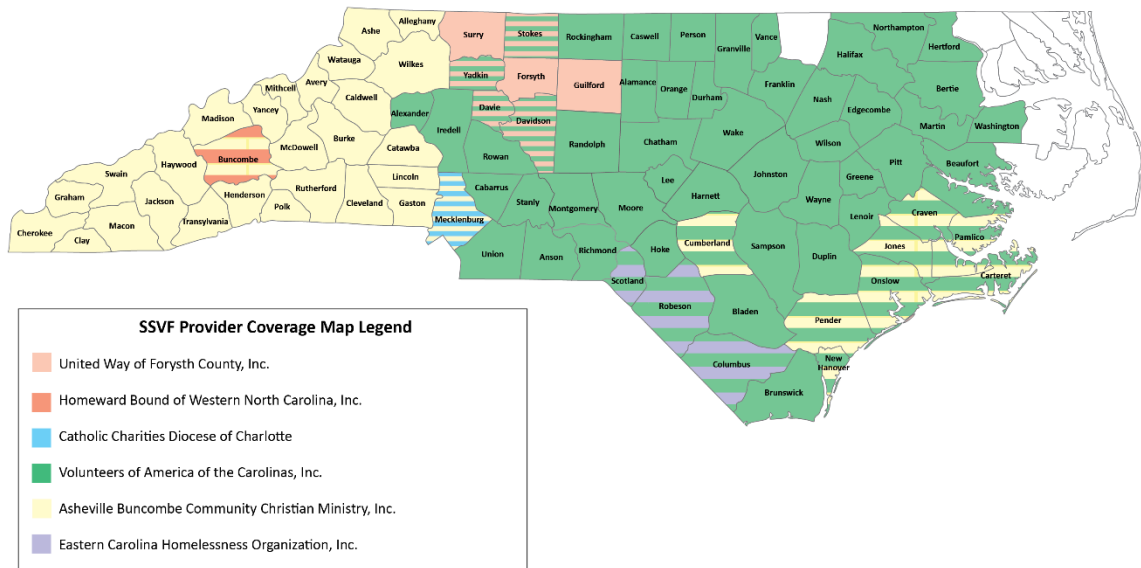 Ashe
Alleghany
Surry
Stokes
Rockingham
Caswell
Person
Granville
Vance
Northampton
Halifax
Hertford
Watauga
Wilkes
Yadkin
Forsyth
Guilford
Alamance
Orange
Durham
Franklin
Nash
Edgecombe
Bertie
Mithcell
Avery
Yancey
Caldwell
Alexander
Iredell
Davie
Davidson
Randolph
Chatham
Wake
Wilson
Martin
Washington
Madison
Burke
McDowell
Catawba
Rowan
Buncombe
Haywood
Swain
Lincoln
Rutherford
Cleveland
Gaston
Cabarrus
Stanly
Montgomery
Moore
Lee
Harnett
Johnston
Wayne
Greene
Pitt
Beaufort
Graham
Jackson
Henderson
Polk
Transylvania
Macon
Cherokee
Clay
Mecklenburg
Union
Anson
Richmond
Hoke
Cumberland
Sampson
Duplin
Lenoir
Craven
Pamlico
Jones
Carteret
Onslow
Scotland
Robeson
Bladen
Pender
Columbus
New
Hanover
Brunswick
SSVF Provider Coverage Map Legend
United Way of Forysth County, Inc.
Homeward Bound of Western North Carolina, Inc.
Catholic Charities Diocese of Charlotte
Volunteers of America of the Carolinas, Inc.
Asheville Buncombe Community Christian Ministry, Inc.
Eastern Carolina Homelessness Organization, Inc.